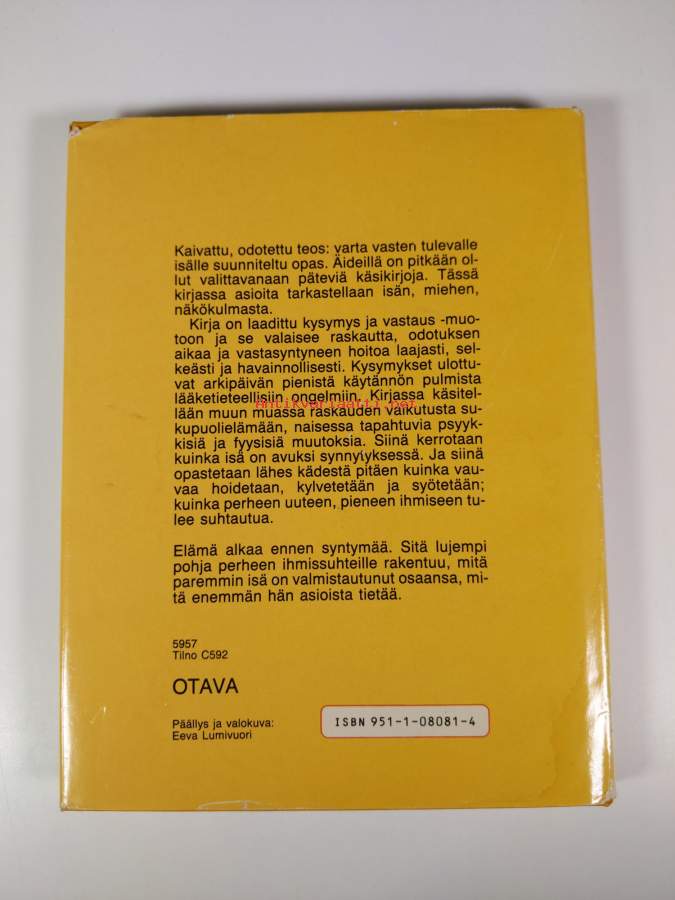 Kaivattu, odotettu teos: varta vasten tulevalle
isälle suunniteltu opas. Äideillä on pitkään ol-
lut valittavanaan päteviä käsikirjoja. Tässä
kirjassa asioita tarkastellaan isän, miehen,
näkökulmasta.
Kirja on laadittu kysymys ja vastaus -muo-
toon ja se valaisee raskautta, odotuksen
aikaa ja vastasyntyneen hoitoa laajasti, sel-
keästi ja havainnollisesti. Kysymykset ulottu-
vat arkipäivän pienistä käytännön pulmista
lääketieteellisiin ongelmiin. Kirjassa käsitel-
Antikvariaatti.net
lään muun muassa raskauden vaikutusta su-
kupuolielämään, naisessa tapahtuvia psyyk-
kisiä ja fyysisiä muutoksia. Siinä kerrotaan
kuinka isä on avuksi synnytyksessä. Ja siinä
opastetaan lähes kädestä pitäen kuinka vau-
vaa hoidetaan, kylvetetään ja syötetään;
kuinka perheen uuteen, pieneen ihmiseen tu-
lee suhtautua.
Elämä alkaa ennen syntymää. Sitä lujempi
pohja perheen ihmissuhteille rakentuu, mitä
paremmin isä on valmistautunut osaansa, mi-
tä enemmän hän asioista tietää.
5957
Tilno C592
OTAVA
Päällys ja valokuva:
Eeva Lumivuori
ISBN 951-1-08081-4